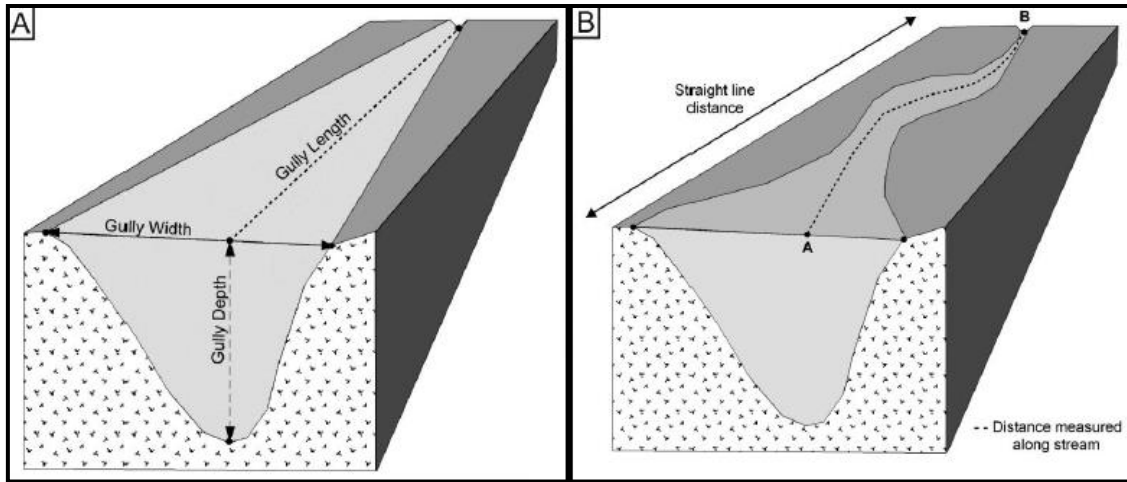 A
Gully Length
Gully Width
Gully Depth
B
B
Straight line
distance
A
-- Distance measured
along stream